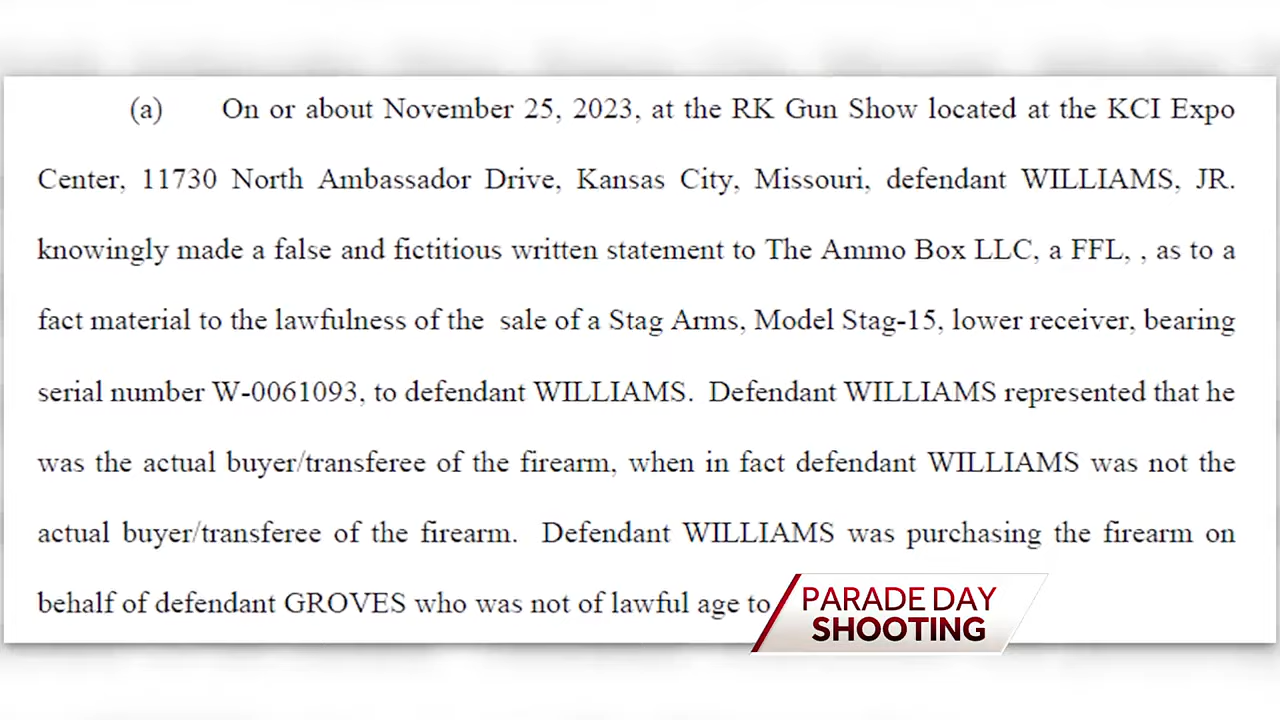 (a) On or about November 25, 2023, at the RK Gun Show located at the KCI Expo
Center, 11730 North Ambassador Drive, Kansas City, Missouri, defendant WILLIAMS, JR.
knowingly made a false and fictitious written statement to The Ammo Box LLC, a FFL, , as to a
fact material to the lawfulness of the sale of a Stag Arms, Model Stag-15, lower receiver, bearing
serial number W-0061093, to defendant WILLIAMS. Defendant WILLIAMS represented that he
was the actual buyer/transferee of the firearm, when in fact defendant WILLIAMS was not the
actual buyer/transferee of the firearm. Defendant WILLIAMS was purchasing the firearm on
behalf of defendant GROVES who was not of lawful age to
PARADE DAY
SHOOTING